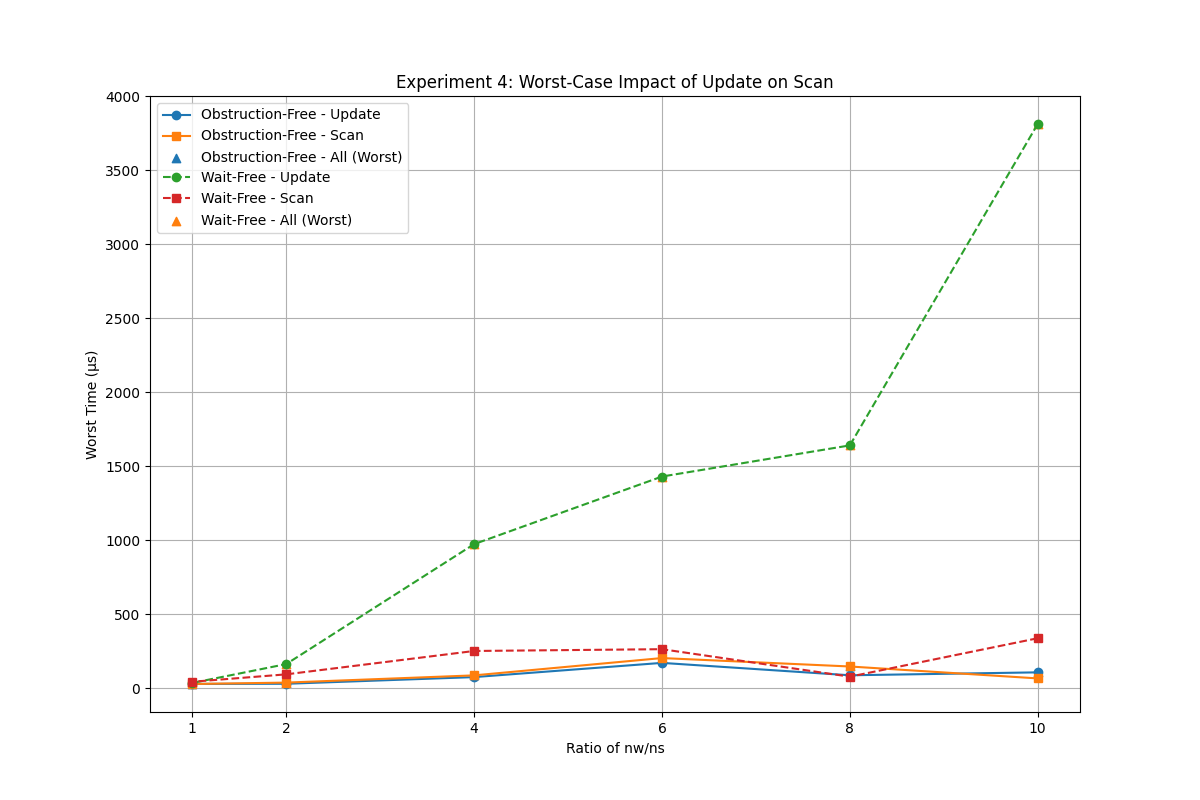 Experiment 4: Worst-Case Impact of Update on Scan
4000
3500
3000
2500
2000
1500
1000
500
0
Worst Time (µs)
Obstruction-Free - Update
Obstruction-Free - Scan
Obstruction-Free - All (Worst)
Wait-Free - Update
Wait-Free - Scan
Wait-Free - All (Worst)
1 2 4 6 8 10
Ratio of nw/ns